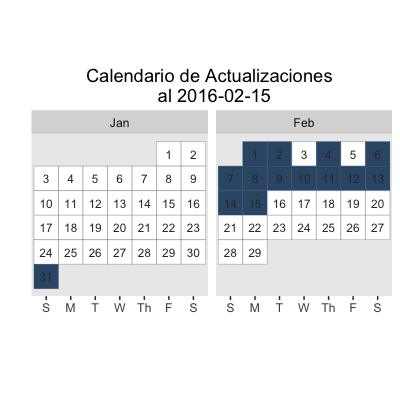 Calendario de Actualizaciones
al 2016-02-15
Jan
1 2
3 4 5 6 7 8 9
10 11 12 13 14 15 16
17 18 19 20 21 22 23
24 25 26 27 28 29 30
31
S M T W Th F S
Feb
1 2 3 4 5 6
7 8 9 10 11 12 13
14 15 16 17 18 19 20
21 22 23 24 25 26 27
28 29
S M T W Th F S